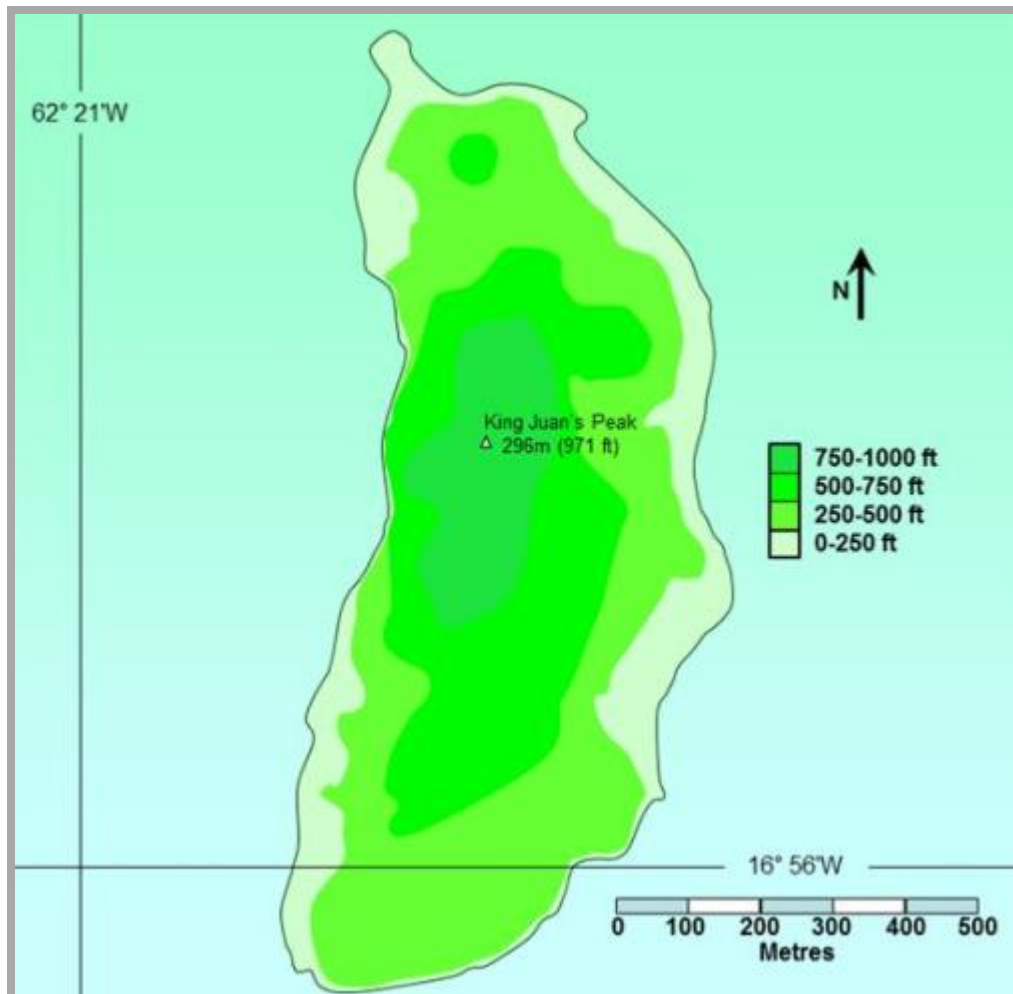 62° 21'W
N
King Juan's Peak
296m (971 ft)
750-1000 ft
500-750 ft
250-500 ft
0-250 ft
16° 56'W
0 100 200 300 400 500
Metres